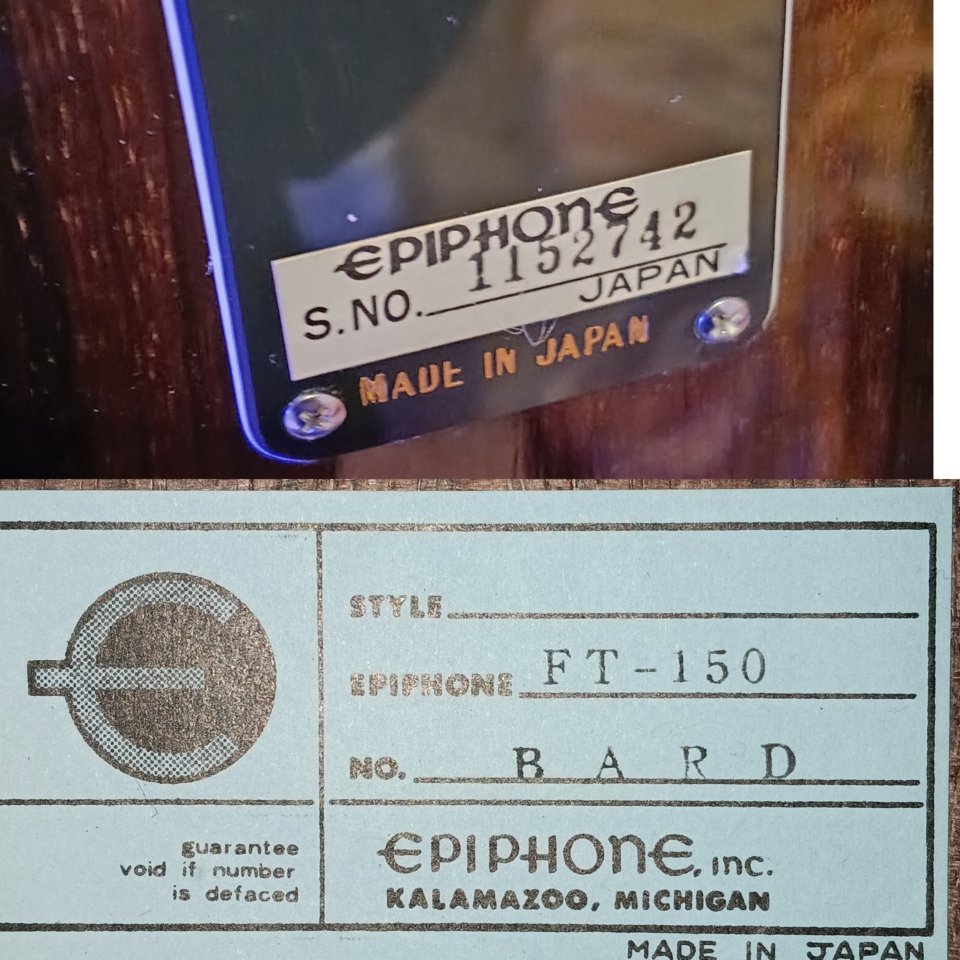 EPIPHONE
S.NO. 1152742
JAPAN
MADE IN JAPAN
STYLE
EPIPHONE FT-150
NO. BARD
guarantee
void if number
is defaced
EPIPHONE, INC.
KALAMAZOO, MICHIGAN
MADE IN JAPAN